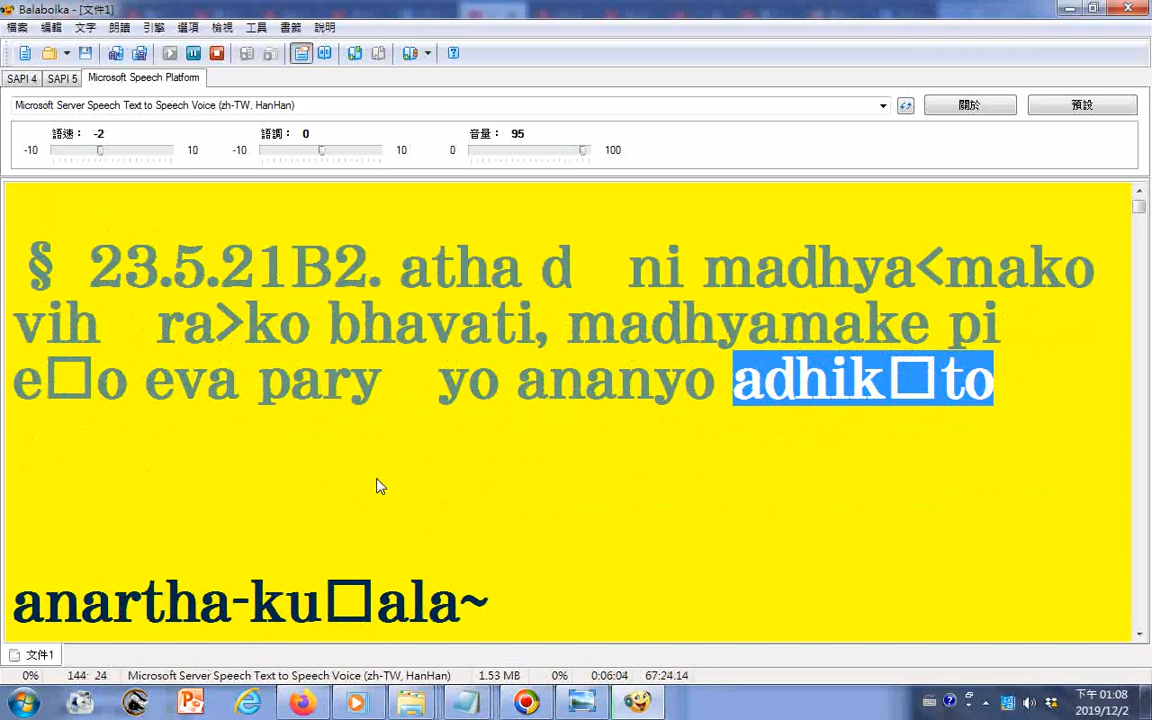 Balabolka - [文件1]
檔案 編輯 文字 朗讀 引擎 選項 檢視 工具 書籤 說明
SAPI 4 SAPI 5 Microsoft Speech Platform
Microsoft Server Speech Text to Speech Voice (zh-TW, HanHan) 關於 預設
語速： -2 語調： 0 音量： 95
-10 10 -10 10 0 100
§ 23.5.21B2. atha d ni madhya<mako
vih ra>ko bhavati, madhyamake pi
e□o eva pary yo ananyo adhik□to
anartha-ku□ala~
文件1
0% 144: 24 Microsoft Server Speech Text to Speech Voice (zh-TW, HanHan) 1.53 MB 0% 0:06:04 67:24.14
下午 01:08
2019/12/2